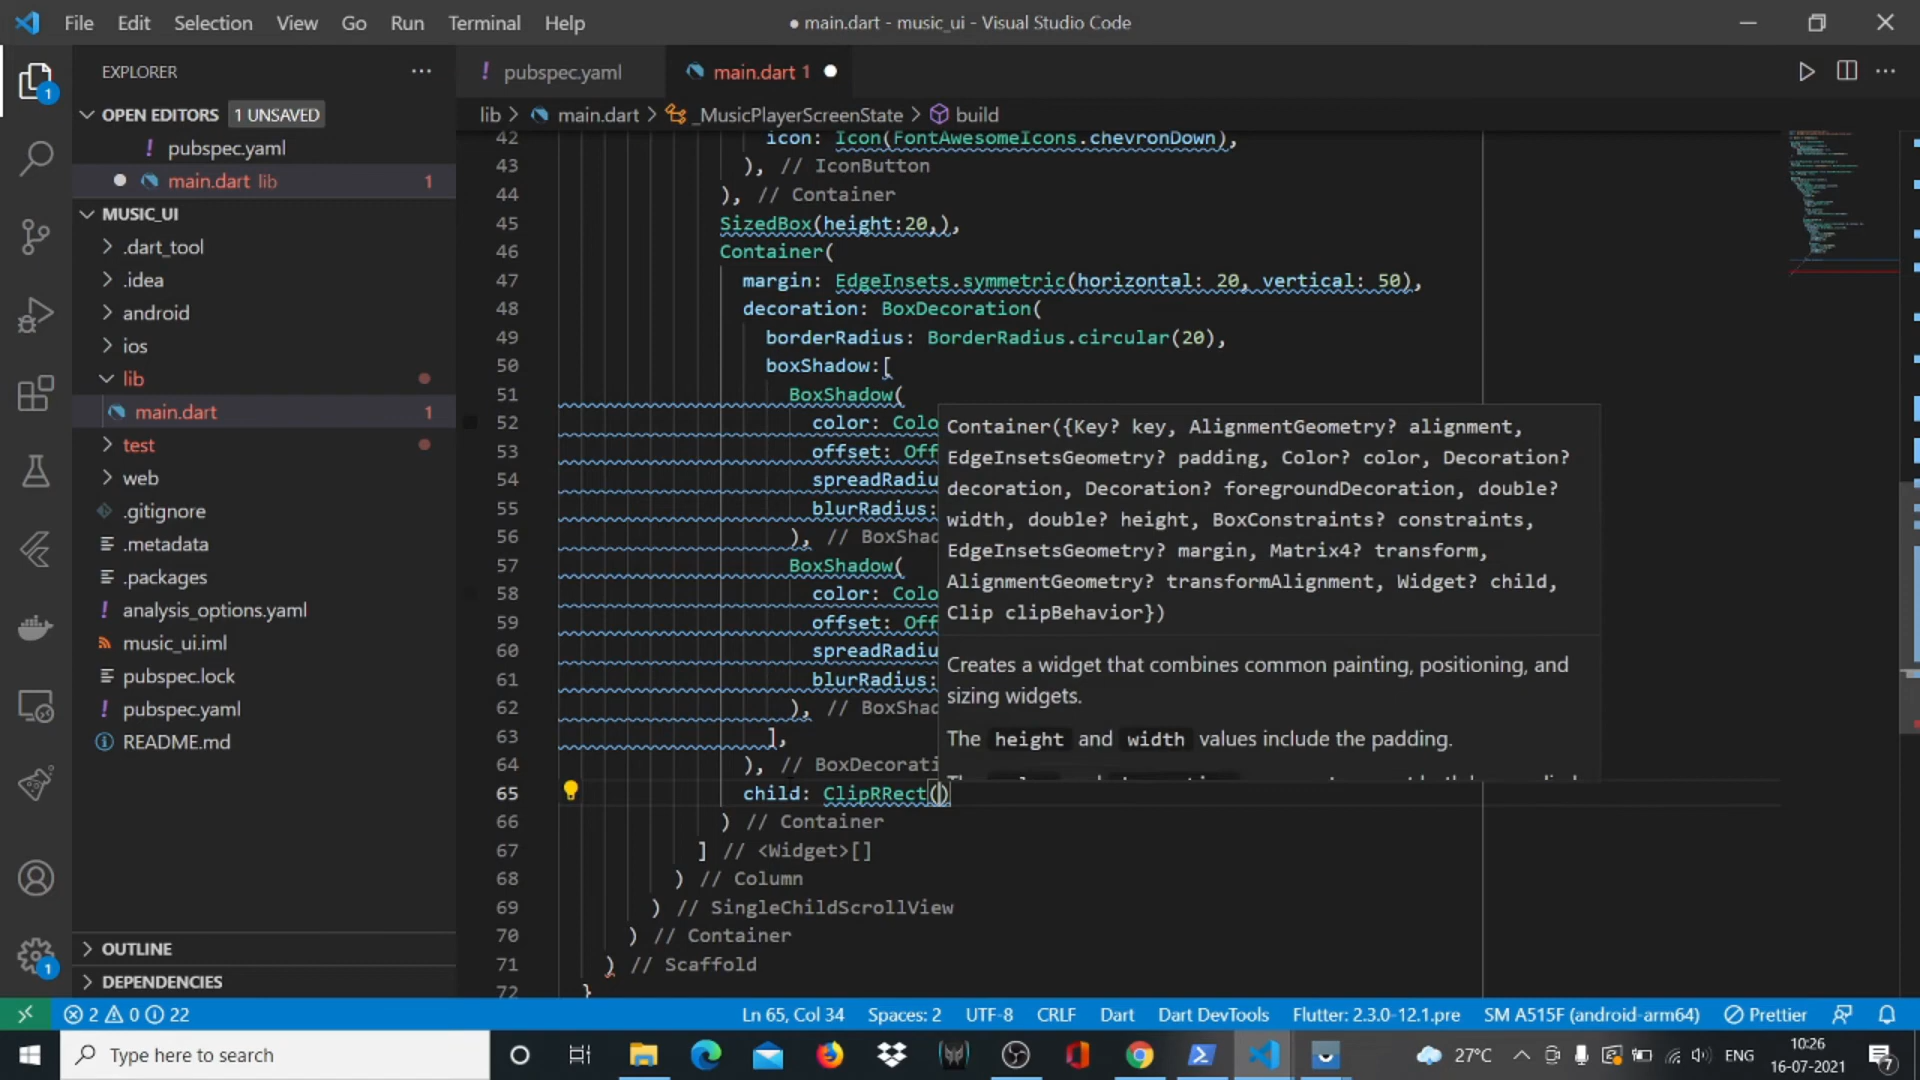 File Edit Selection View Go Run Terminal Help
● main.dart - music_ui - Visual Studio Code
EXPLORER
OPEN EDITORS 1 UNSAVED
! pubspec.yaml
main.dart lib 1
MUSIC_UI
.dart_tool
.idea
android
ios
lib
main.dart 1
test
web
.gitignore
.metadata
.packages
! analysis_options.yaml
music_ui.iml
pubspec.lock
! pubspec.yaml
README.md
OUTLINE
DEPENDENCIES
! pubspec.yaml
main.dart 1 ●
lib > main.dart > _MusicPlayerScreenState > build
42 icon: Icon(FontAwesomeIcons.chevronDown),
43 ), // IconButton
44 ), // Container
45 SizedBox(height:20,),
46 Container(
47 margin: EdgeInsets.symmetric(horizontal: 20, vertical: 50),
48 decoration: BoxDecoration(
49 borderRadius: BorderRadius.circular(20),
50 boxShadow:[
51 BoxShadow(
52 color: Colo
53 offset: Off
54 spreadRadiu
55 blurRadius:
56 ), // BoxShad
57 BoxShadow(
58 color: Colo
59 offset: Off
60 spreadRadiu
61 blurRadius:
62 ), // BoxShad
63 ],
64 ), // BoxDecorati
65 child: ClipRRect()
66 ) // Container
67 ] // <Widget>[]
68 ) // Column
69 ) // SingleChildScrollView
70 ) // Container
71 ) // Scaffold
72 }
Container({Key? key, AlignmentGeometry? alignment,
EdgeInsetsGeometry? padding, Color? color, Decoration?
decoration, Decoration? foregroundDecoration, double?
width, double? height, BoxConstraints? constraints,
EdgeInsetsGeometry? margin, Matrix4? transform,
AlignmentGeometry? transformAlignment, Widget? child,
Clip clipBehavior})
Creates a widget that combines common painting, positioning, and
sizing widgets.
The height and width values include the padding.
2 0 22
Ln 65, Col 34 Spaces: 2 UTF-8 CRLF Dart Dart DevTools Flutter: 2.3.0-12.1.pre SM A515F (android-arm64) Prettier
Type here to search
27°C ENG
10:26
16-07-2021
7